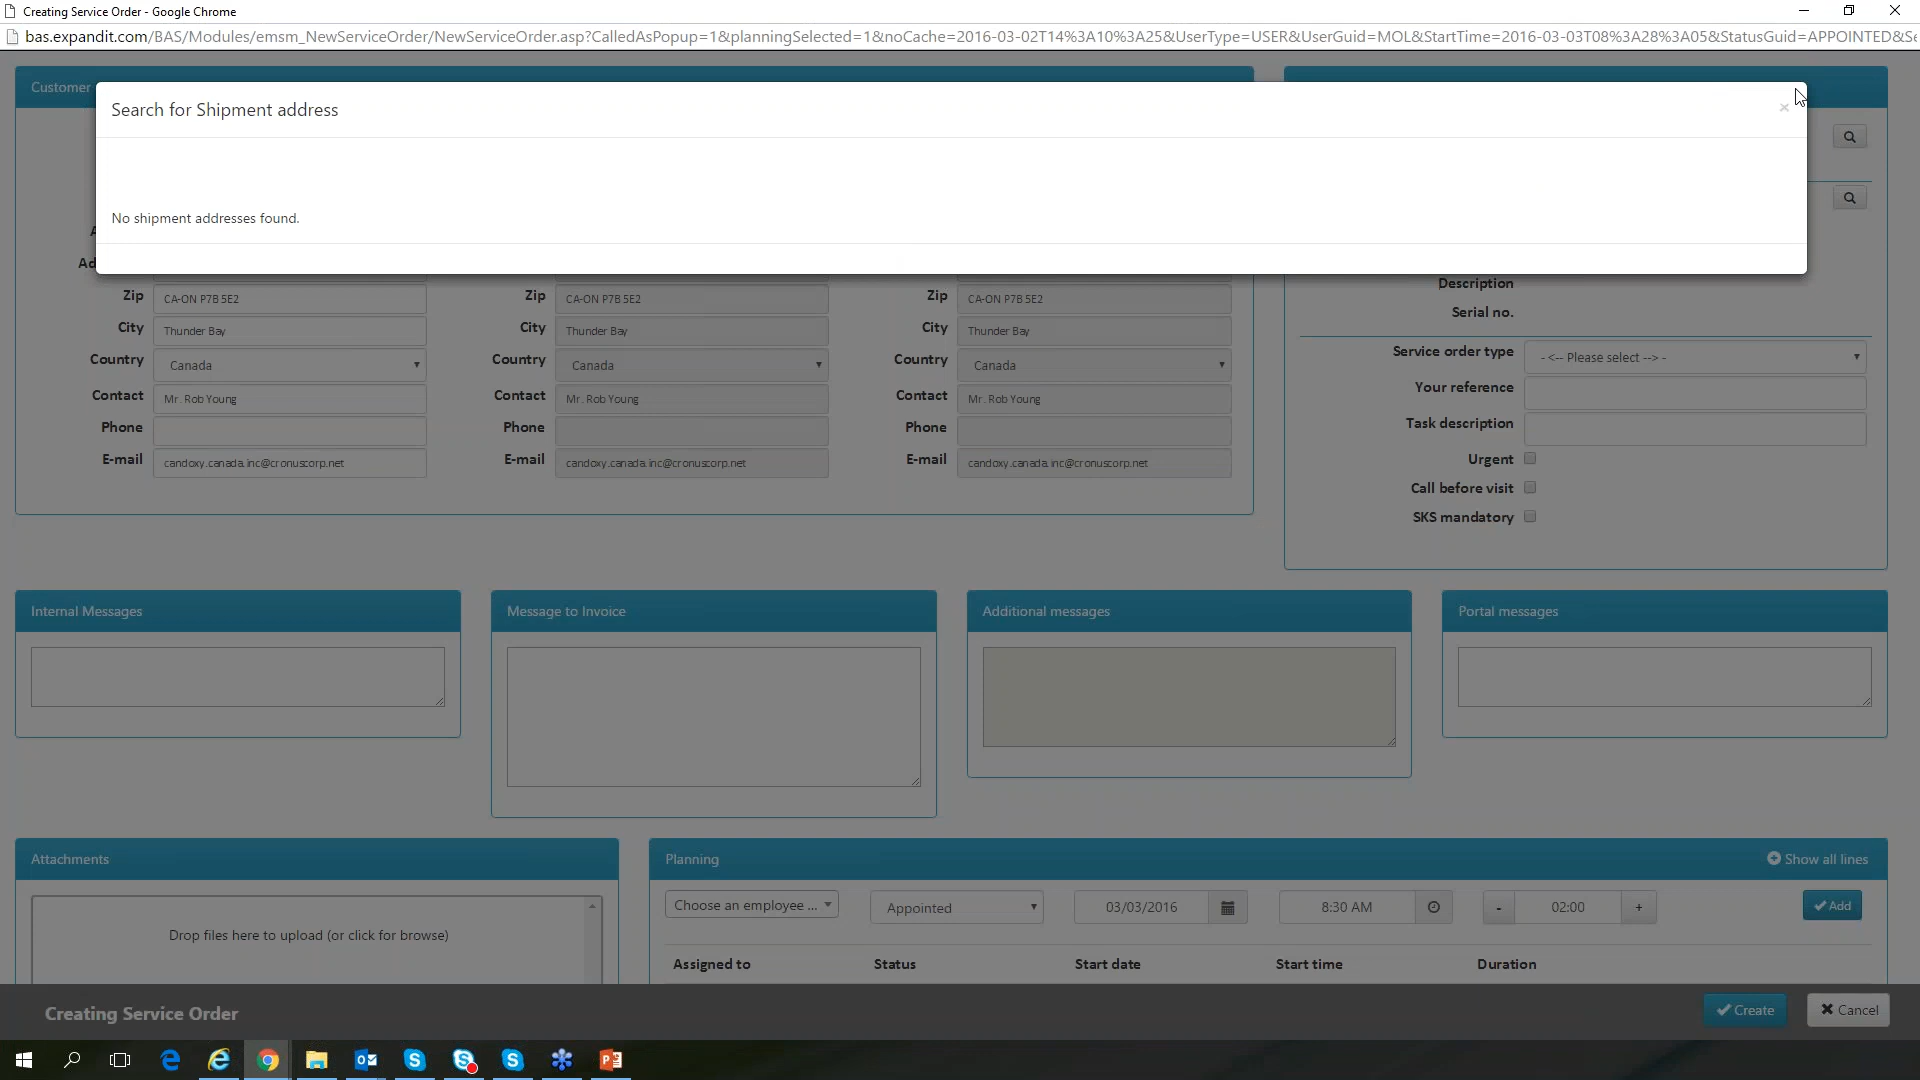 Creating Service Order - Google Chrome
bas.expandit.com/BAS/Modules/emsm_NewServiceOrder/NewServiceOrder.asp?CalledAsPopup=1&planningSelected=1&noCache=2016-03-02T14%3A10%3A25&UserType=USER&UserGuid=MOL&StartTime=2016-03-03T08%3A28%3A05&StatusGuid=APPOINTED&Se
Customer
Search for Shipment address
×
No shipment addresses found.
Ad
Zip CA-ON P7B 5E2 Zip CA-ON P7B 5E2 Zip CA-ON P7B 5E2
City Thunder Bay City Thunder Bay City Thunder Bay
Country Canada Country Canada Country Canada
Contact Mr. Rob Young Contact Mr. Rob Young Contact Mr. Rob Young
Phone Phone Phone
E-mail candoxy.canada.inc@cronuscorp.net E-mail candoxy.canada.inc@cronuscorp.net E-mail candoxy.canada.inc@cronuscorp.net
Description
Serial no.
Service order type - <-- Please select --> -
Your reference
Task description
Urgent
Call before visit
SKS mandatory
Internal Messages Message to Invoice Additional messages Portal messages
Attachments
Drop files here to upload (or click for browse)
Planning Show all lines
Choose an employee ... Appointed 03/03/2016 8:30 AM - 02:00 + Add
Assigned to Status Start date Start time Duration
Creating Service Order Create Cancel